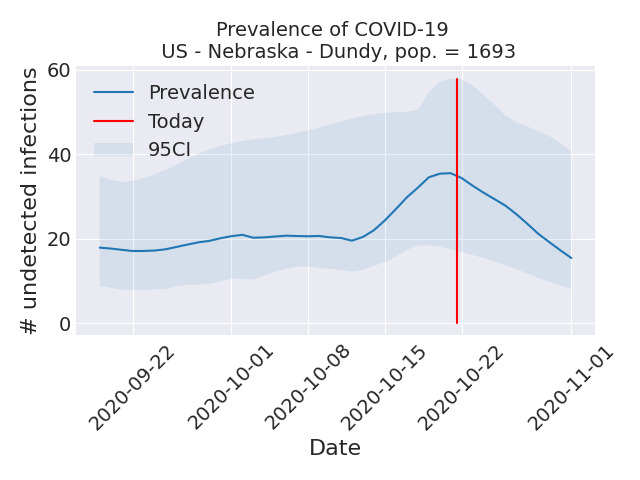 Prevalence of COVID-19
US - Nebraska - Dundy, pop. = 1693
# undetected infections
60
40
20
0
Prevalence
Today
95CI
2020-09-22
2020-10-01
2020-10-08
2020-10-15
2020-10-22
2020-11-01
Date